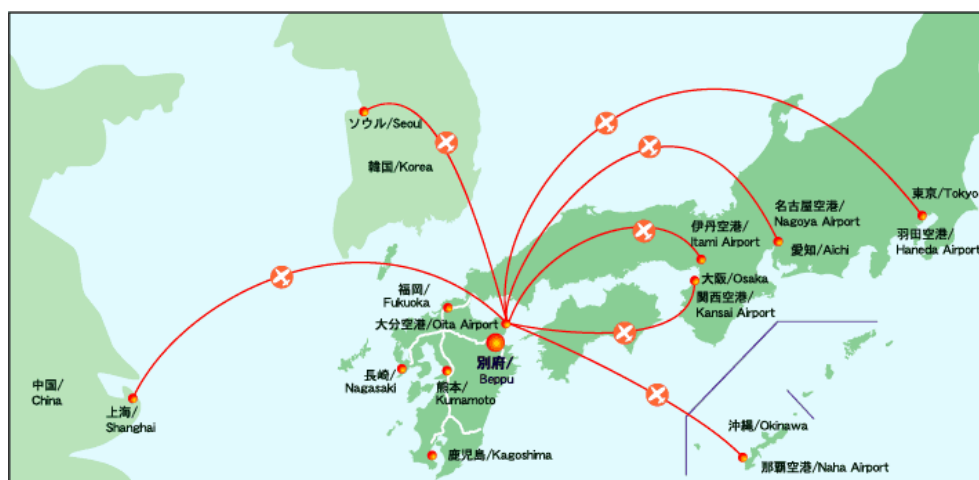 ソウル/Seoul
韓国/Korea
東京/Tokyo
羽田空港/
Haneda Airport
名古屋空港/
Nagoya Airport
愛知/Aichi
伊丹空港/
Itami Airport
大阪/Osaka
関西空港/
Kansai Airport
福岡/
Fukuoka
大分空港/Oita Airport
別府/
Beppu
長崎/
Nagasaki
熊本/
Kumamoto
鹿児島/Kagoshima
中国/
China
上海/
Shanghai
沖縄/Okinawa
那覇空港/Naha Airport